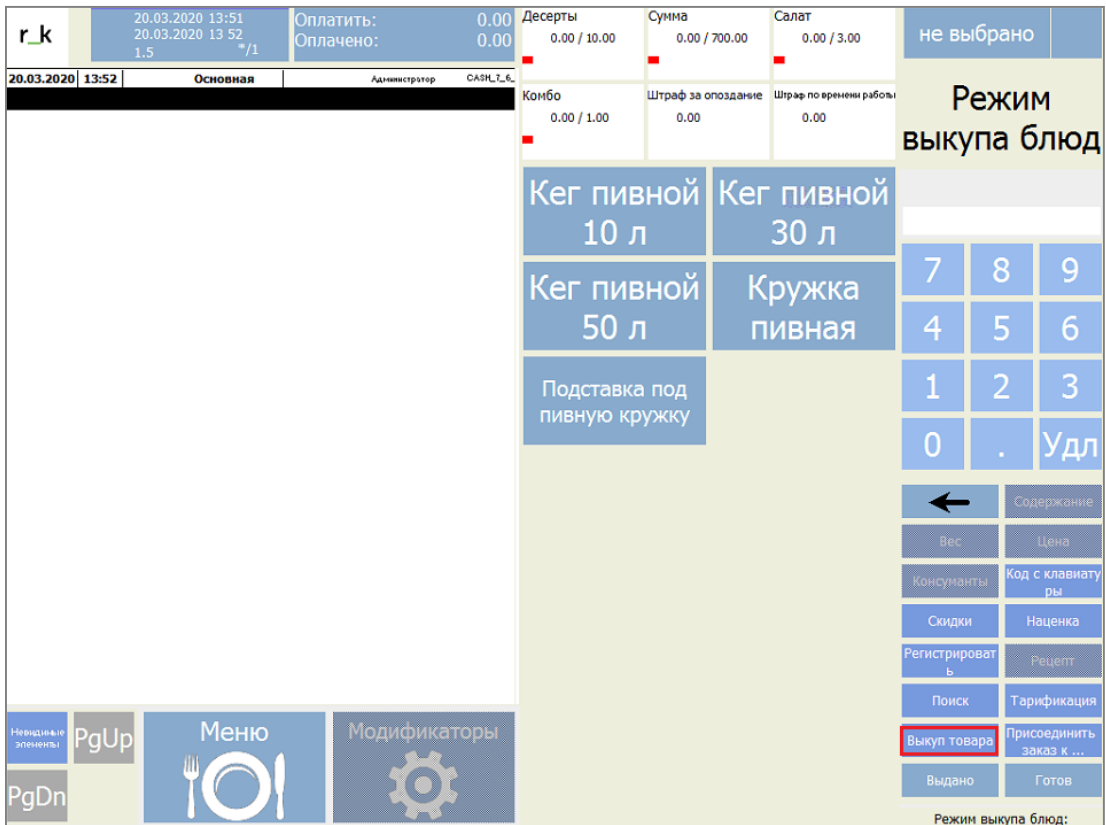 r_k
20.03.2020 13:51
20.03.2020 13 52
1.5 */1
Оплатить: 0.00
Оплачено: 0.00
20.03.2020 13:52 Основная Администратор CASH_7_6_
Десерты
0.00 / 10.00
Сумма
0.00 / 700.00
Салат
0.00 / 3.00
Комбо
0.00 / 1.00
Штраф за опоздание
0.00
Штраф по времени работы
0.00
Кег пивной
10 л
Кег пивной
30 л
Кег пивной
50 л
Кружка
пивная
Подставка под
пивную кружку
не выбрано
Режим
выкупа блюд
7 8 9
4 5 6
1 2 3
0 . Удл
Содержание
Вес
Цена
Консуманты
Код с клавиату
ры
Скидки
Наценка
Регистрироват
ь
Рецепт
Поиск
Тарификация
Выкуп товара
Присоединить
заказ к ...
Выдано
Готов
Режим выкупа блюд:
Невидимые
элементы
PgUp
Меню
Модификаторы
PgDn